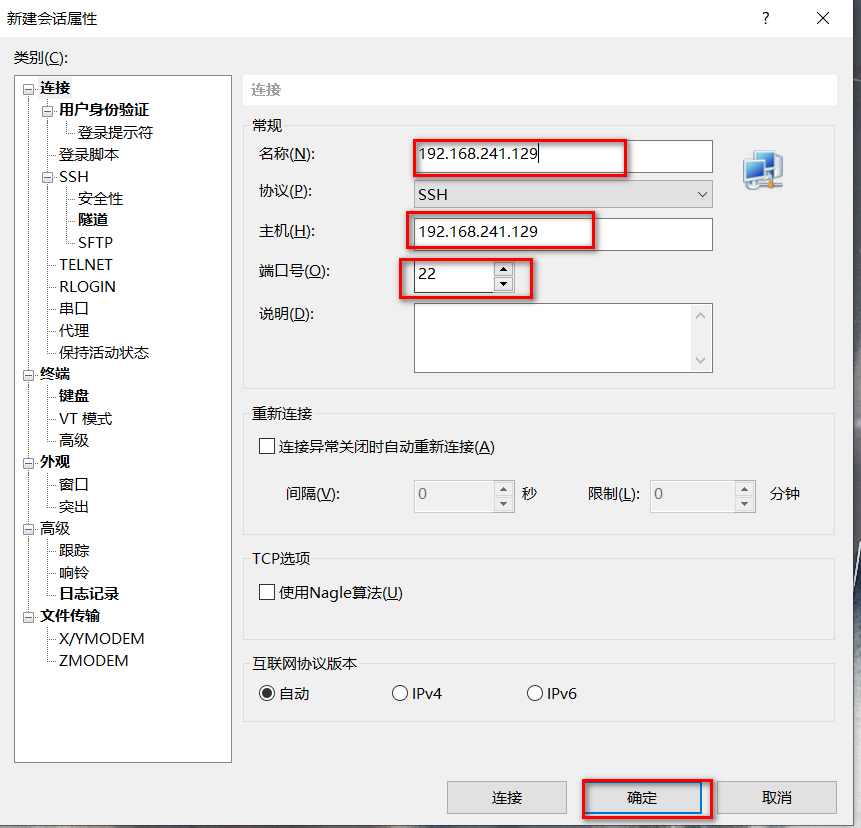 新建会话属性
?
类别(C):
连接
用户身份验证
登录提示符
登录脚本
SSH
安全性
隧道
SFTP
TELNET
RLOGIN
串口
代理
保持活动状态
终端
键盘
VT 模式
高级
外观
窗口
突出
高级
跟踪
响铃
日志记录
文件传输
X/YMODEM
ZMODEM
连接
常规
名称(N): 192.168.241.129
协议(P): SSH
主机(H): 192.168.241.129
端口号(O): 22
说明(D):
重新连接
连接异常关闭时自动重新连接(A)
间隔(V): 0 秒 限制(L): 0 分钟
TCP选项
使用Nagle算法(U)
互联网协议版本
自动 IPv4 IPv6
连接 确定 取消